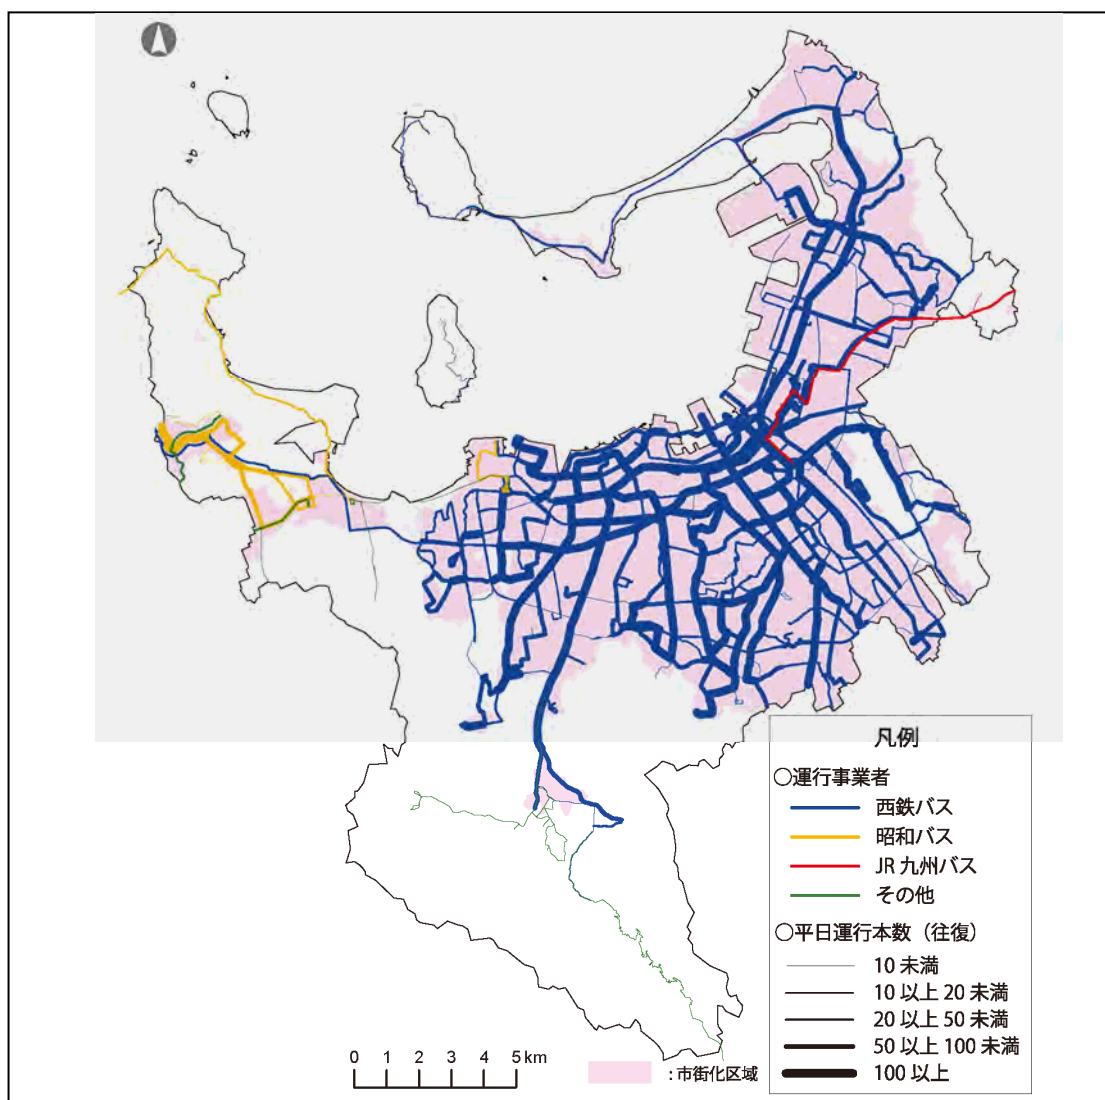 凡例
○運行事業者
西鉄バス
昭和バス
JR 九州バス
その他
○平日運行本数（往復）
10 未満
10 以上 20 未満
20 以上 50 未満
50 以上 100 未満
100 以上
0 1 2 3 4 5 km
：市街化区域